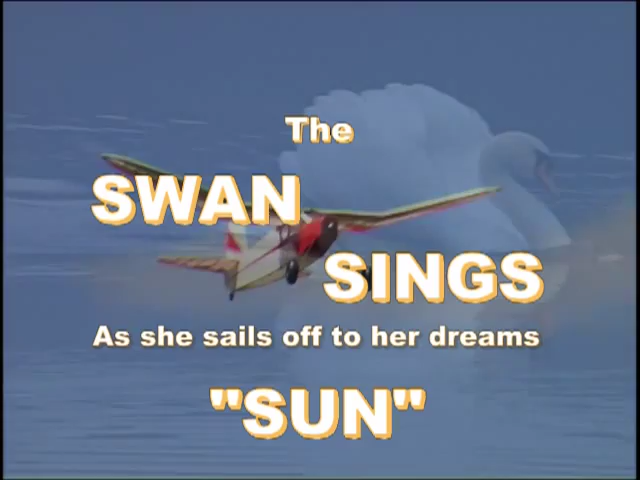 The
SWAN
SINGS
As she sails off to her dreams
"SUN"